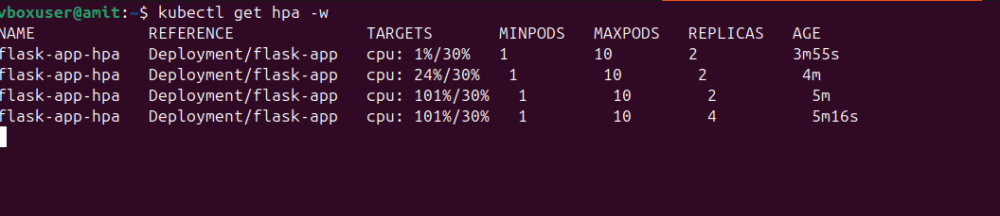 vboxuser@amit:~$ kubectl get hpa -w
NAME REFERENCE TARGETS MINPODS MAXPODS REPLICAS AGE
flask-app-hpa Deployment/flask-app cpu: 1%/30% 1 10 2 3m55s
flask-app-hpa Deployment/flask-app cpu: 24%/30% 1 10 2 4m
flask-app-hpa Deployment/flask-app cpu: 101%/30% 1 10 2 5m
flask-app-hpa Deployment/flask-app cpu: 101%/30% 1 10 4 5m16s